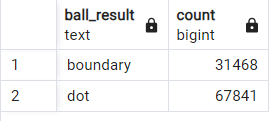 ball_result count
text bigint
1 boundary 31468
2 dot 67841